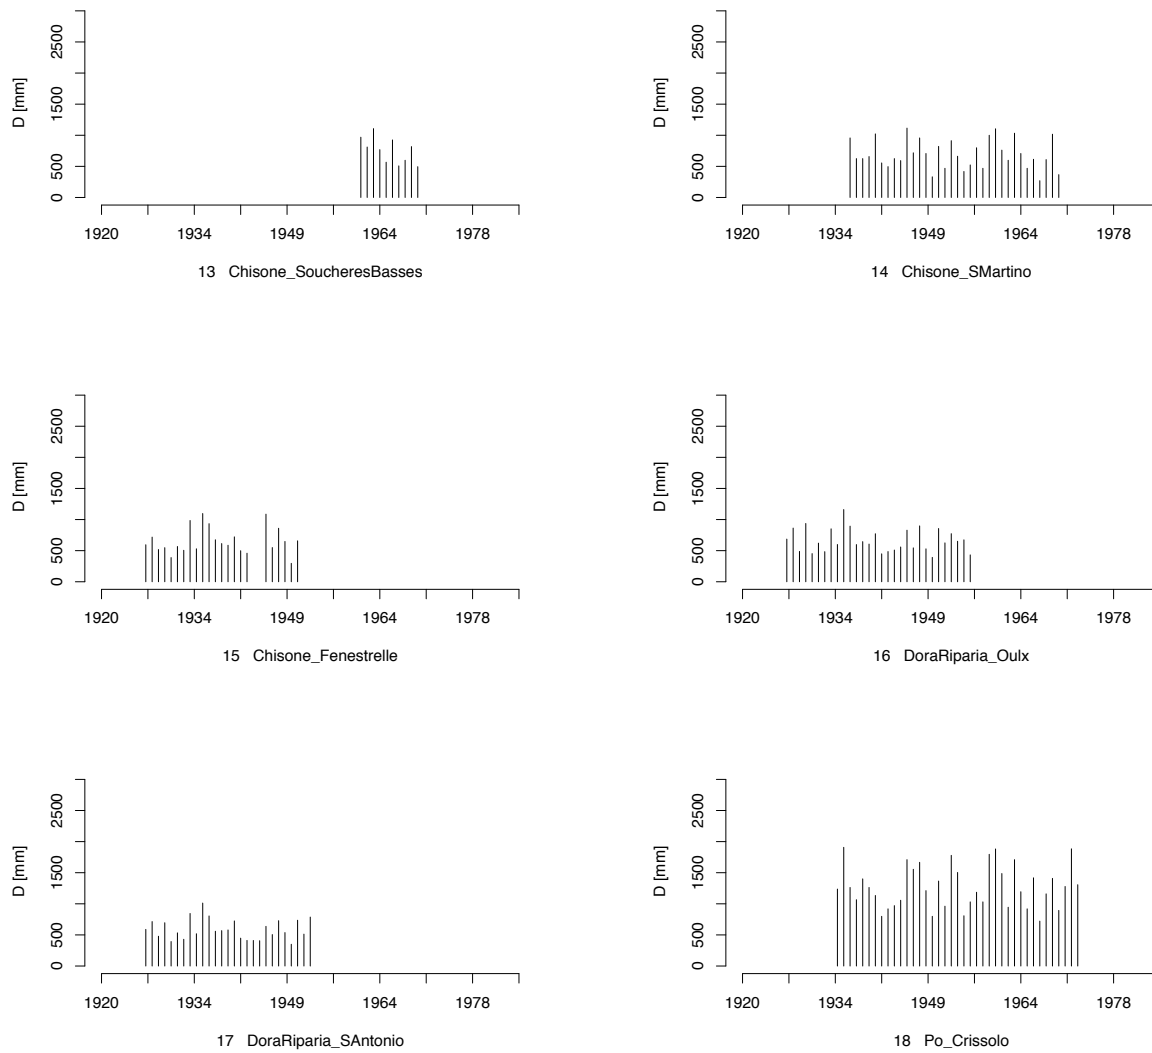 D [mm]
2500
1500
500
0
1920 1934 1949 1964 1978
13 Chisone_SoucheresBasses
D [mm]
2500
1500
500
0
1920 1934 1949 1964 1978
14 Chisone_SMartino
D [mm]
2500
1500
500
0
1920 1934 1949 1964 1978
15 Chisone_Fenestrelle
D [mm]
2500
1500
500
0
1920 1934 1949 1964 1978
16 DoraRiparia_Oulx
D [mm]
2500
1500
500
0
1920 1934 1949 1964 1978
17 DoraRiparia_SAntonio
D [mm]
2500
1500
500
0
1920 1934 1949 1964 1978
18 Po_Crissolo